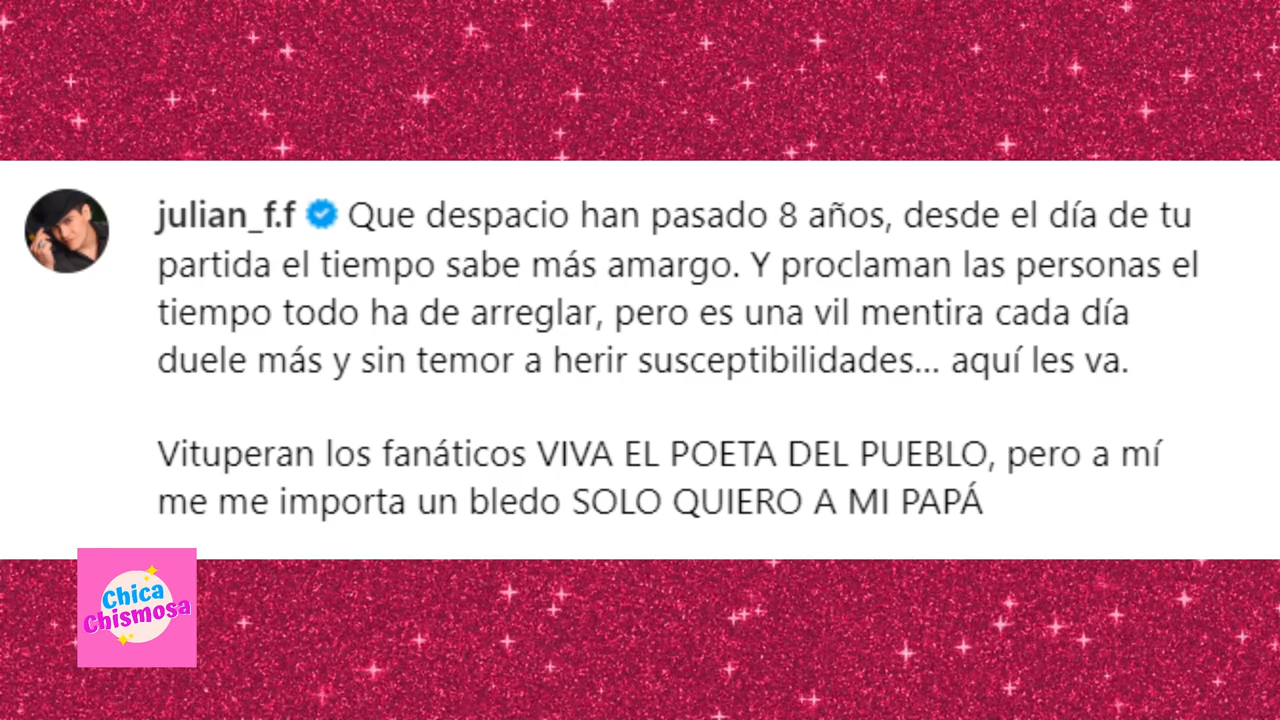 julian_f.f Que despacio han pasado 8 años, desde el día de tu
partida el tiempo sabe más amargo. Y proclaman las personas el
tiempo todo ha de arreglar, pero es una vil mentira cada día
duele más y sin temor a herir susceptibilidades... aquí les va.
Vituperan los fanáticos VIVA EL POETA DEL PUEBLO, pero a mí
me me importa un bledo SOLO QUIERO A MI PAPÁ
Chica
Chismosa